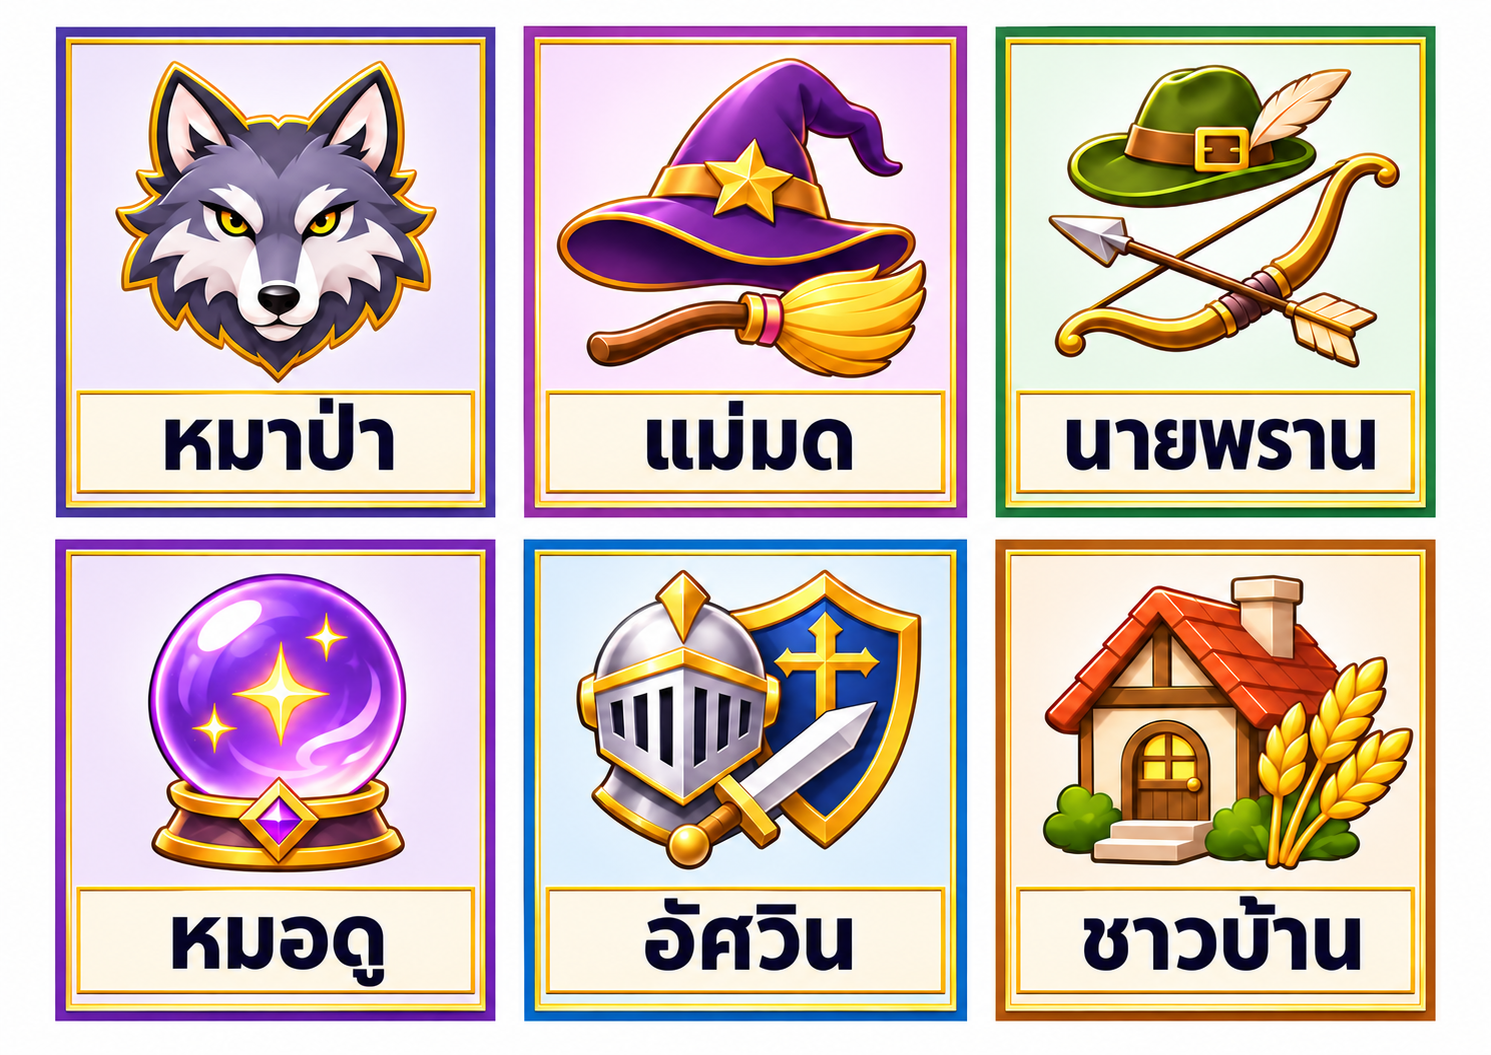 หมาป่า
แม่มด
นายพราน
หมอดู
อัศวิน
ชาวบ้าน